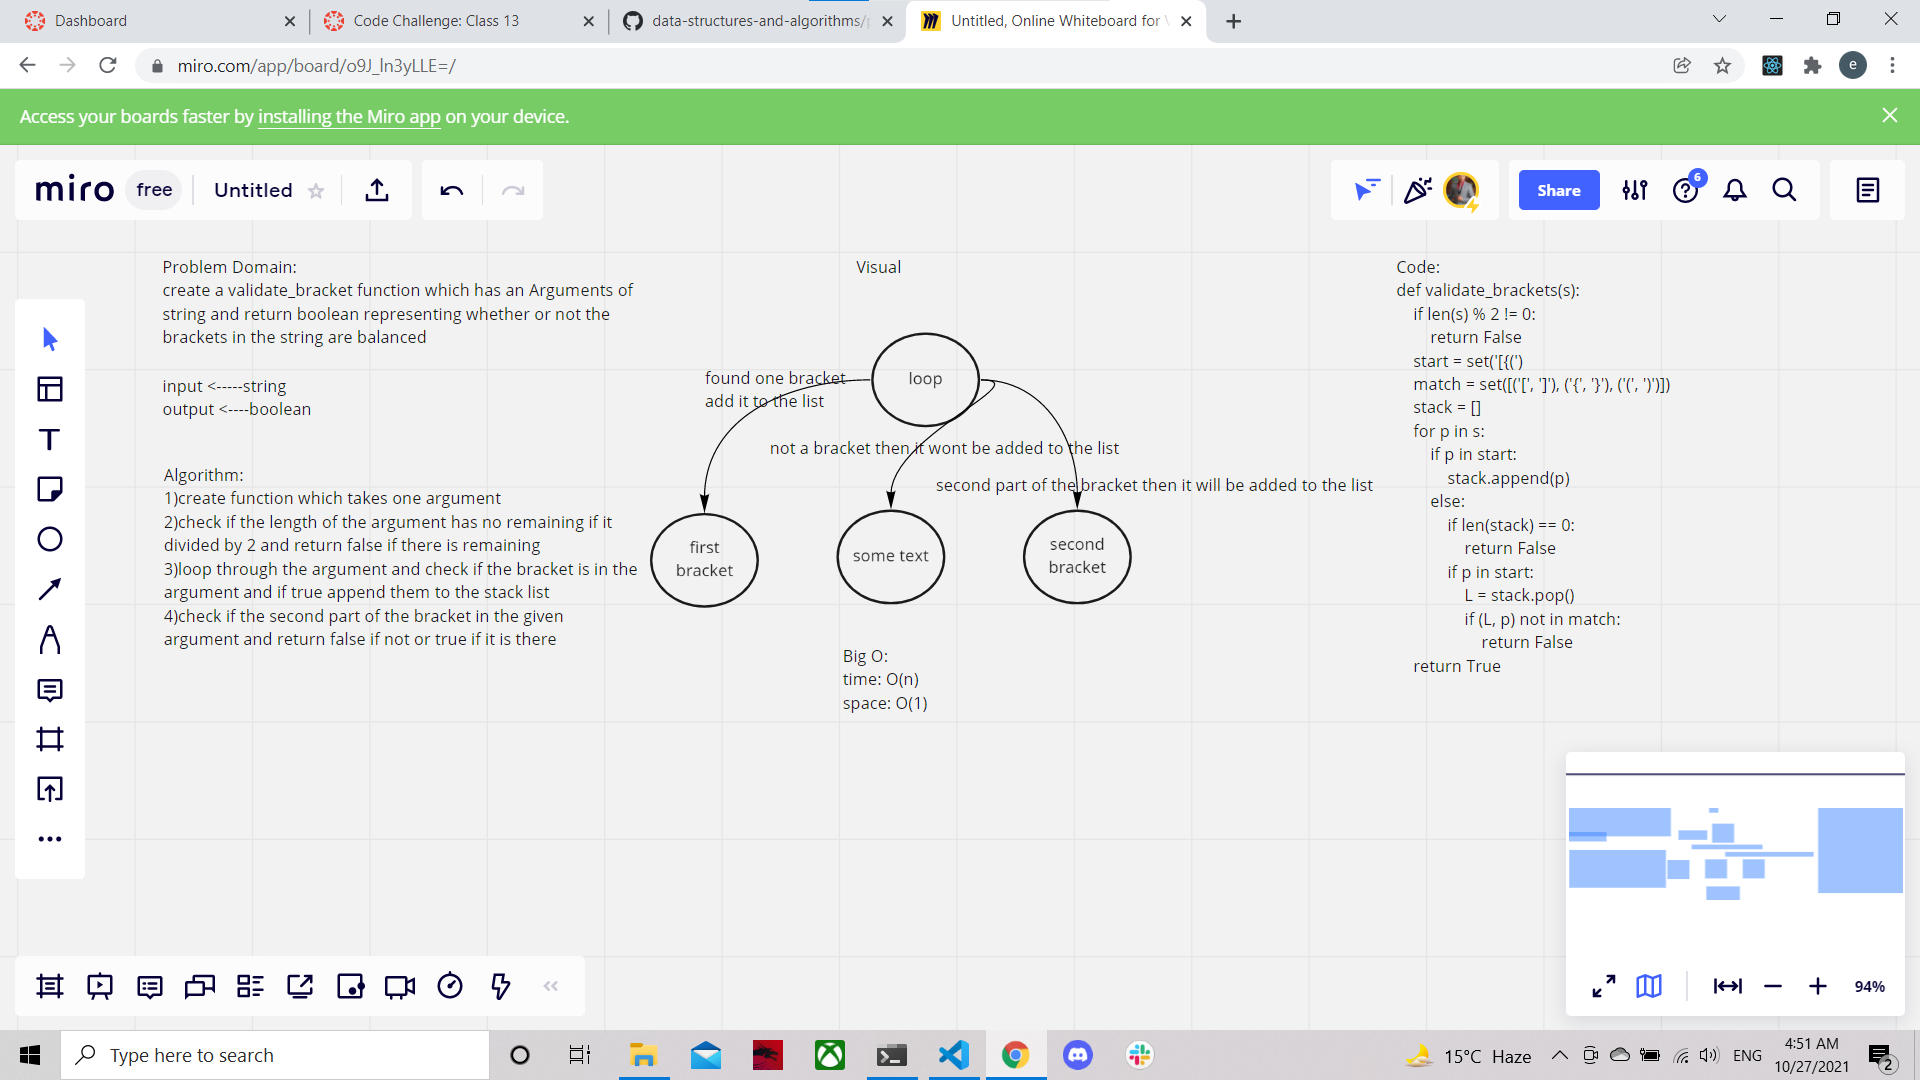 Dashboard
Code Challenge: Class 13
data-structures-and-algorithms/
Untitled, Online Whiteboard for
miro.com/app/board/o9J_ln3yLLE=/
e
Access your boards faster by installing the Miro app on your device.
miro
free
Untitled
Share
6
Problem Domain:
create a validate_bracket function which has an Arguments of
string and return boolean representing whether or not the
brackets in the string are balanced
input <-----string
output <----boolean
Algorithm:
1)create function which takes one argument
2)check if the length of the argument has no remaining if it
divided by 2 and return false if there is remaining
3)loop through the argument and check if the bracket is in the
argument and if true append them to the stack list
4)check if the second part of the bracket in the given
argument and return false if not or true if it is there
Visual
loop
found one bracket
add it to the list
not a bracket then it wont be added to the list
second part of the bracket then it will be added to the list
first
bracket
some text
second
bracket
Big O:
time: O(n)
space: O(1)
Code:
def validate_brackets(s):
if len(s) % 2 != 0:
return False
start = set('[{(')
match = set([('[', ']'), ('{', '}'), ('(', ')')])
stack = []
for p in s:
if p in start:
stack.append(p)
else:
if len(stack) == 0:
return False
if p in start:
L = stack.pop()
if (L, p) not in match:
return False
return True
94%
Type here to search
15°C Haze
ENG
4:51 AM
10/27/2021
2